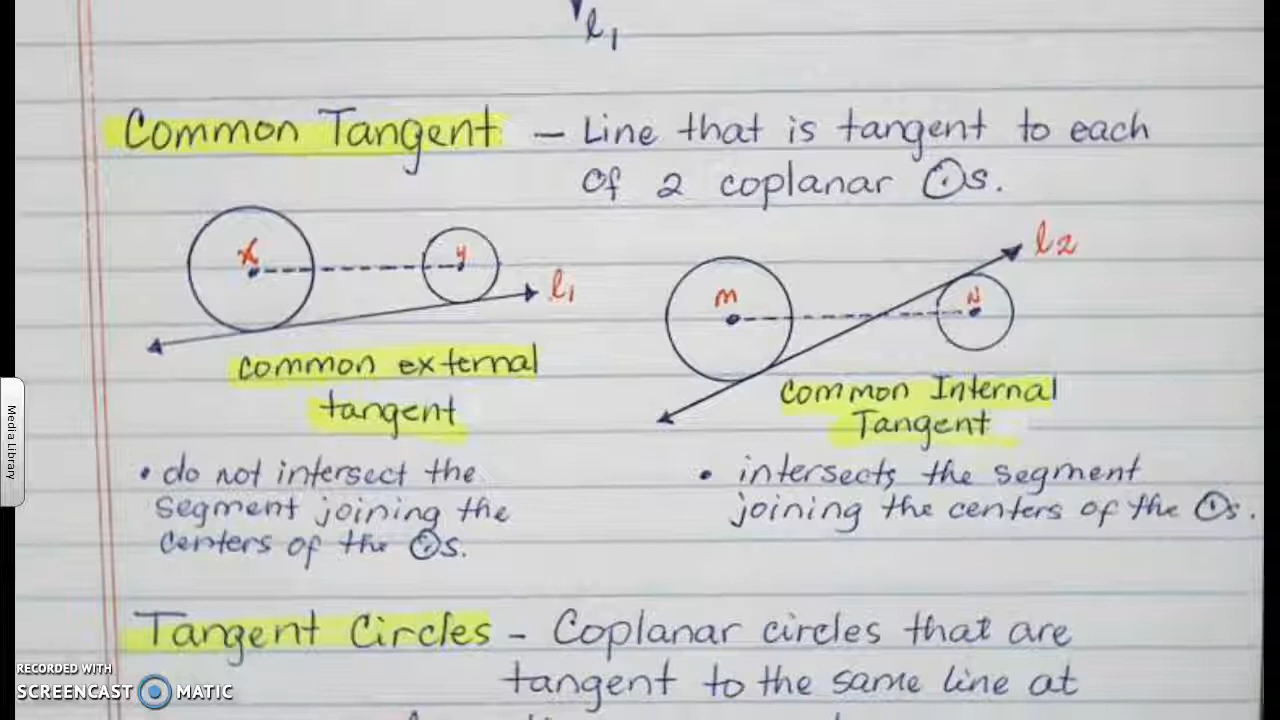 l1
Common Tangent - Line that is tangent to each
of 2 coplanar ⊙s.
X
Y
l1
M
N
l2
common external
tangent
• do not intersect the
segment joining the
centers of the ⊙s.
Common Internal
Tangent
• intersects the segment
joining the centers of the ⊙s.
Tangent Circles - Coplanar circles that are
tangent to the same line at
Media Library
RECORDED WITH
SCREENCAST MATIC